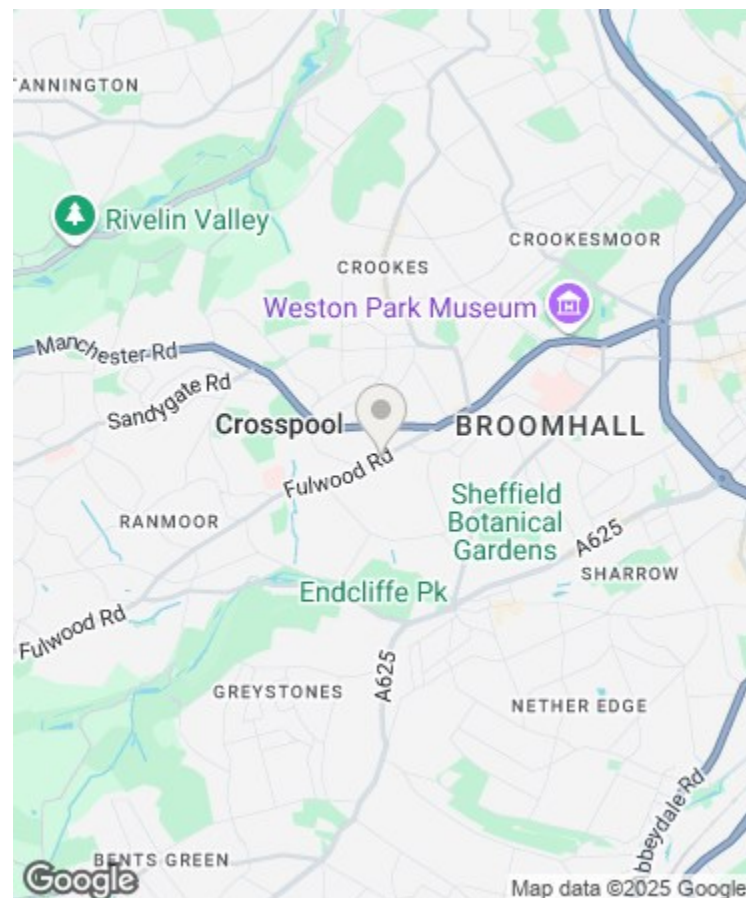 TANNINGTON
Rivelin Valley
CROOKESMOOR
CROOKES
Weston Park Museum
Manchester Rd
Sandygate Rd
Crosspool
BROOMHALL
Fulwood Rd
Sheffield
Botanical
Gardens
RANMOOR
A625
SHARROW
Endcliffe Pk
Fulwood Rd
A625
GREYSTONES
NETHER EDGE
bbeydale Rd
BENTS GREEN
Google
Map data ©2025 Google